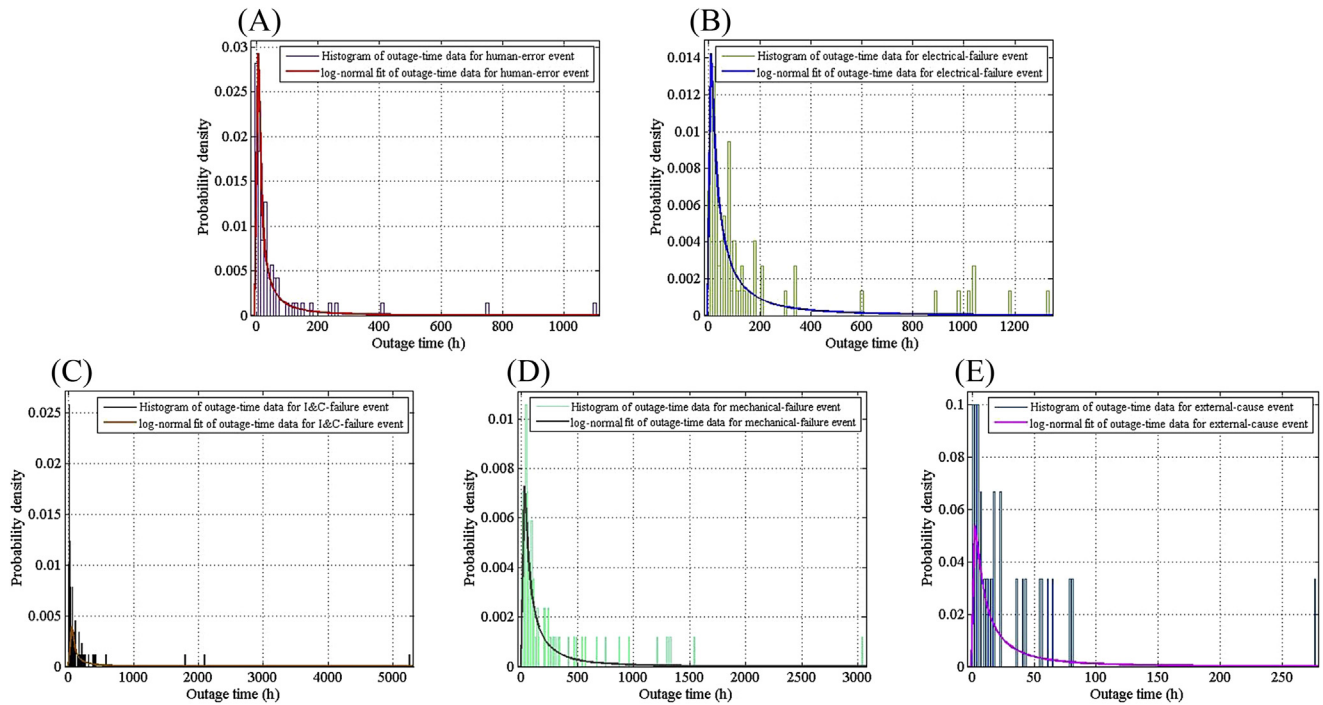 (A)
Histogram of outage-time data for human-error event
log-normal fit of outage-time data for human-error event
Probability density
0.03
0.025
0.02
0.015
0.01
0.005
0
0 200 400 600 800 1000
Outage time (h)
(B)
Histogram of outage-time data for electrical-failure event
log-normal fit of outage-time data for electrical-failure event
Probability density
0.014
0.012
0.01
0.008
0.006
0.004
0.002
0
0 200 400 600 800 1000 1200
Outage time (h)
(C)
Histogram of outage-time data for I&C-failure event
log-normal fit of outage-time data for I&C-failure event
Probability density
0.025
0.02
0.015
0.01
0.005
0
0 1000 2000 3000 4000 5000
Outage time (h)
(D)
Histogram of outage-time data for mechanical-failure event
log-normal fit of outage-time data for mechanical-failure event
Probability density
0.01
0.008
0.006
0.004
0.002
0
0 500 1000 1500 2000 2500 3000
Outage time (h)
(E)
Histogram of outage-time data for external-cause event
log-normal fit of outage-time data for external-cause event
Probability density
0.1
0.08
0.06
0.04
0.02
0
0 50 100 150 200 250
Outage time (h)